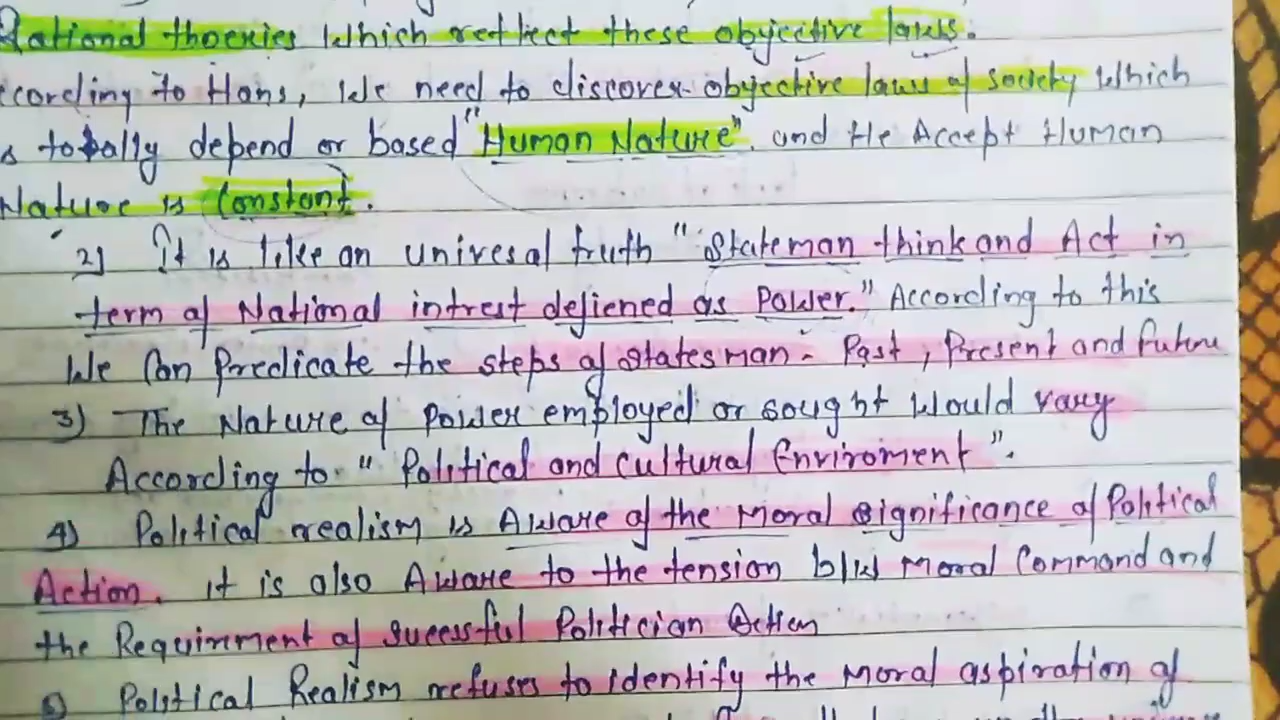 Rational thoeries which reflect these objective laws.
ccording to Hans, We need to discover objective laws of society which
is totally depend or based "Human Nature". and He Accept Human
Nature is Constant.
2) It is like an univesal truth "Stateman think and Act in
term of National intrest defiened as Power." According to this
We Can Predicate the steps of statesman - Past, Present and future
3) The Nature of Power employed or sought would vary
According to "Political and cultural Enviroment".
4) Political realism is Aware of the Moral significance of Political
Action. it is also Aware to the tension b/w Moral Command and
the Requirnment of sucessful Politician Action
5) Political Realism refuses to identify the moral aspiration of